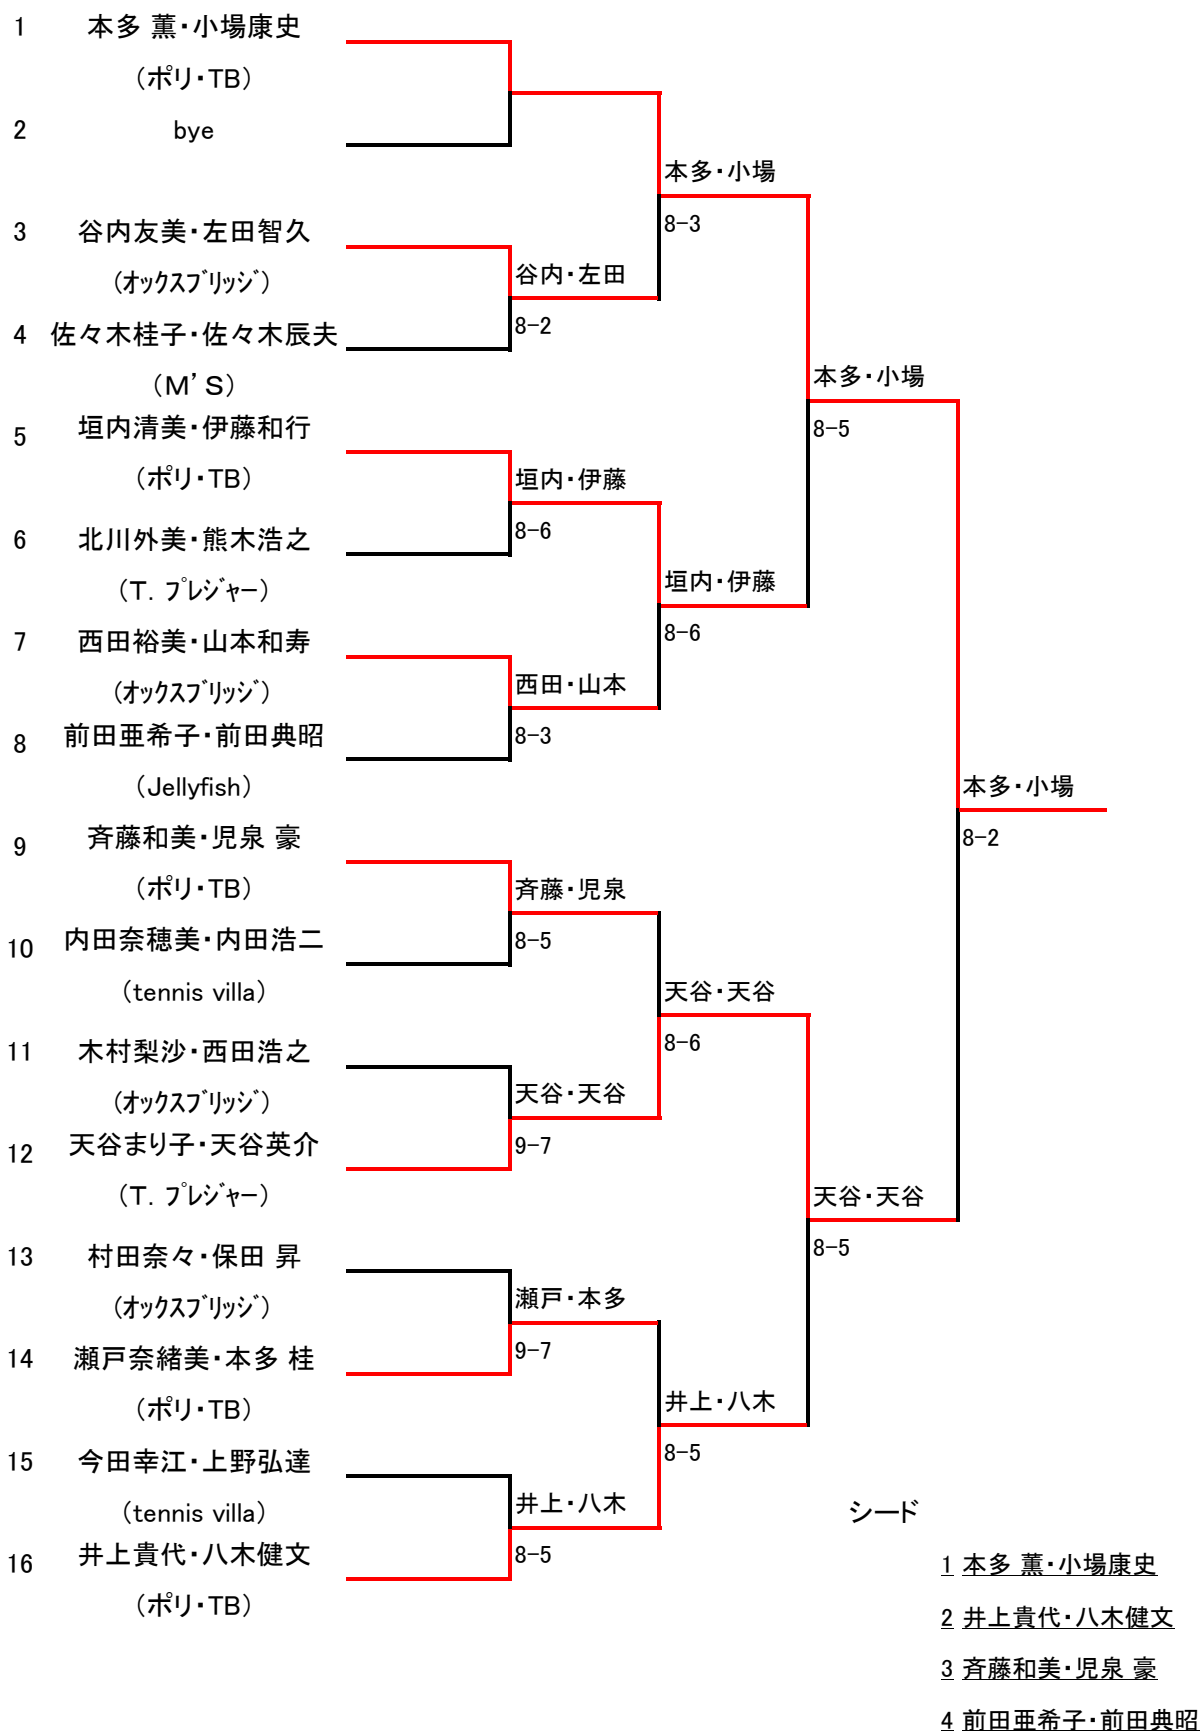 1 本多 薫・小場康史
（ポリ・TB）
2 bye
本多・小場
8-3
3 谷内友美・左田智久
（ｵｯｸｽﾌﾞﾘｯｼﾞ）
谷内・左田
8-2
4 佐々木桂子・佐々木辰夫
（M’S）
本多・小場
8-5
5 垣内清美・伊藤和行
（ポリ・TB）
垣内・伊藤
8-6
6 北川外美・熊木浩之
（T．ﾌﾟﾚｼﾞｬｰ）
垣内・伊藤
8-6
7 西田裕美・山本和寿
（ｵｯｸｽﾌﾞﾘｯｼﾞ）
西田・山本
8-3
8 前田亜希子・前田典昭
（Jellyfish）
本多・小場
8-2
9 斉藤和美・児泉 豪
（ポリ・TB）
斉藤・児泉
8-5
10 内田奈穂美・内田浩二
（tennis villa）
天谷・天谷
8-6
11 木村梨沙・西田浩之
（ｵｯｸｽﾌﾞﾘｯｼﾞ）
天谷・天谷
9-7
12 天谷まり子・天谷英介
（T．ﾌﾟﾚｼﾞｬｰ）
天谷・天谷
8-5
13 村田奈々・保田 昇
（ｵｯｸｽﾌﾞﾘｯｼﾞ）
瀬戸・本多
9-7
14 瀬戸奈緒美・本多 桂
（ポリ・TB）
井上・八木
8-5
15 今田幸江・上野弘達
（tennis villa）
井上・八木
8-5
16 井上貴代・八木健文
（ポリ・TB）
シード
1 本多 薫・小場康史
2 井上貴代・八木健文
3 斉藤和美・児泉 豪
4 前田亜希子・前田典昭